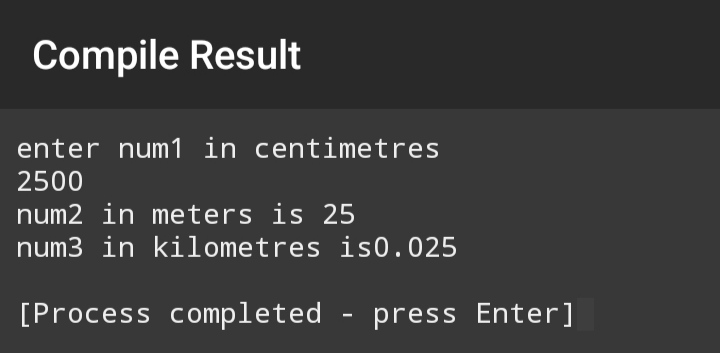 Compile Result
enter num1 in centimetres
2500
num2 in meters is 25
num3 in kilometres is0.025
[Process completed - press Enter]